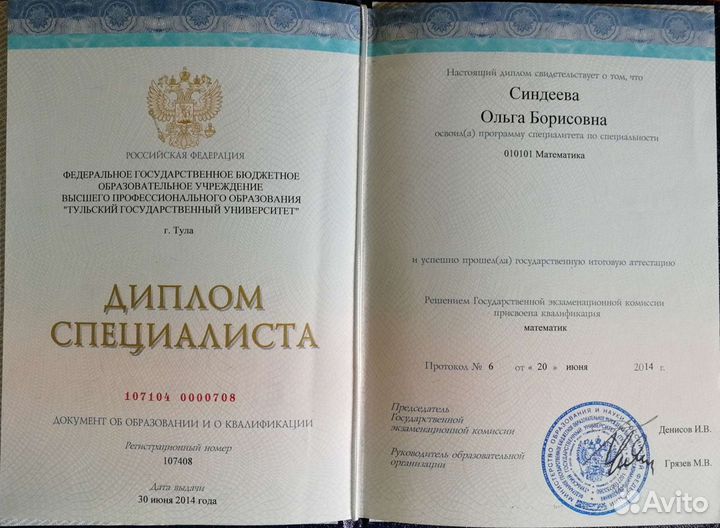 РОССИЙСКАЯ ФЕДЕРАЦИЯ
ФЕДЕРАЛЬНОЕ ГОСУДАРСТВЕННОЕ БЮДЖЕТНОЕ
ОБРАЗОВАТЕЛЬНОЕ УЧРЕЖДЕНИЕ
ВЫСШЕГО ПРОФЕССИОНАЛЬНОГО ОБРАЗОВАНИЯ
"ТУЛЬСКИЙ ГОСУДАРСТВЕННЫЙ УНИВЕРСИТЕТ"
г. Тула
ДИПЛОМ
СПЕЦИАЛИСТА
107104 0000708
ДОКУМЕНТ ОБ ОБРАЗОВАНИИ И О КВАЛИФИКАЦИИ
Регистрационный номер
107408
Дата выдачи
30 июня 2014 года
Настоящий диплом свидетельствует о том, что
Синдеева
Ольга Борисовна
освоил(а) программу специалитета по специальности
010101 Математика
и успешно прошел(ла) государственную итоговую аттестацию
Решением Государственной экзаменационной комиссии
присвоена квалификация
математик
Протокол № 6 от « 20 » июня 2014 г.
Председатель
Государственной
экзаменационной комиссии
Денисов И.В.
Руководитель образовательной
организации
Грязев М.В.
Avito